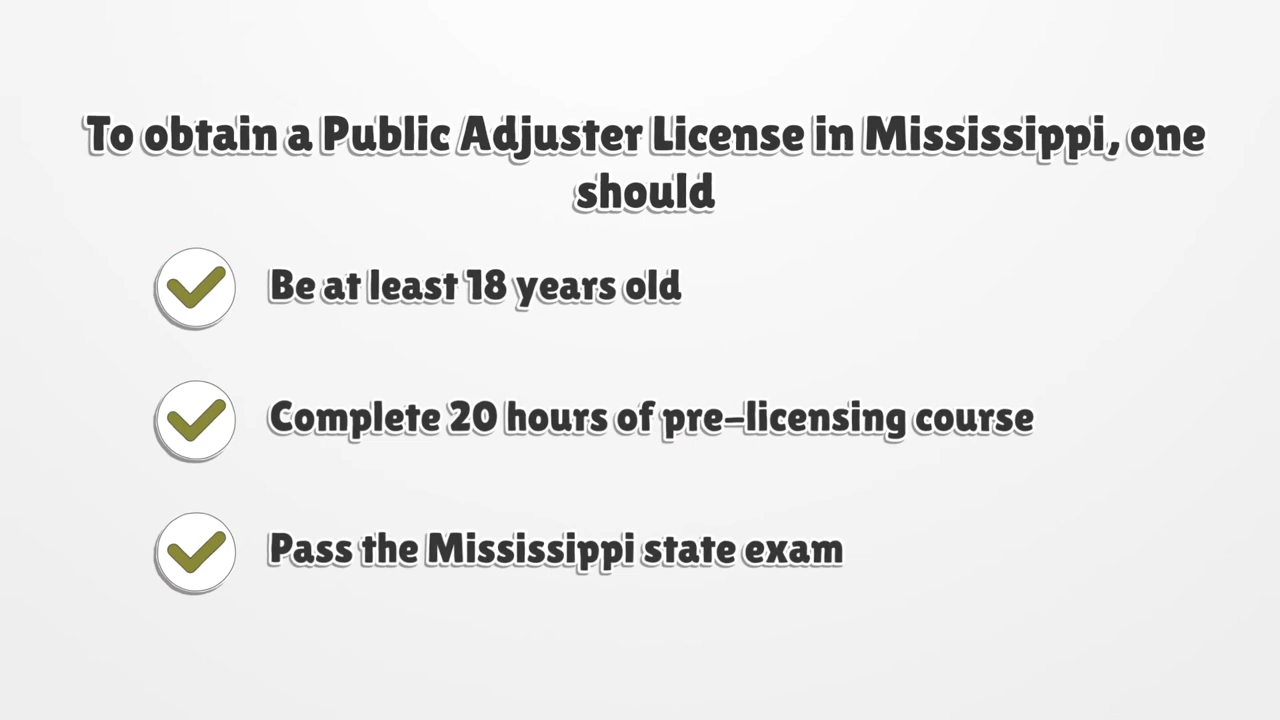 To obtain a Public Adjuster License in Mississippi, one
should
Be at least 18 years old
Complete 20 hours of pre-licensing course
Pass the Mississippi state exam